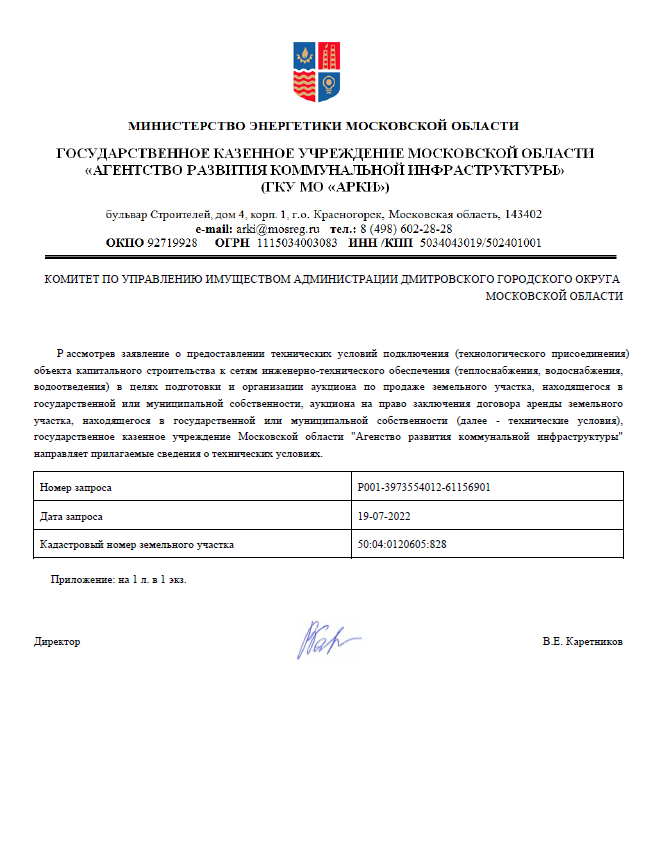 МИНИСТЕРСТВО ЭНЕРГЕТИКИ МОСКОВСКОЙ ОБЛАСТИ
ГОСУДАРСТВЕННОЕ КАЗЕННОЕ УЧРЕЖДЕНИЕ МОСКОВСКОЙ ОБЛАСТИ
«АГЕНТСТВО РАЗВИТИЯ КОММУНАЛЬНОЙ ИНФРАСТРУКТУРЫ»
(ГКУ МО «АРКИ»)
бульвар Строителей, дом 4, корп. 1, г.о. Красногорск, Московская область, 143402
e-mail: arki@mosreg.ru тел.: 8 (498) 602-28-28
ОКПО 92719928 ОГРН 1115034003083 ИНН /КПП 5034043019/502401001
КОМИТЕТ ПО УПРАВЛЕНИЮ ИМУЩЕСТВОМ АДМИНИСТРАЦИИ ДМИТРОВСКОГО ГОРОДСКОГО ОКРУГА
МОСКОВСКОЙ ОБЛАСТИ
Рассмотрев заявление о предоставлении технических условий подключения (технологического присоединения)
объекта капитального строительства к сетям инженерно-технического обеспечения (теплоснабжения, водоснабжения,
водоотведения) в целях подготовки и организации аукциона по продаже земельного участка, находящегося в
государственной или муниципальной собственности, аукциона на право заключения договора аренды земельного
участка, находящегося в государственной или муниципальной собственности (далее - технические условия),
государственное казенное учреждение Московской области "Агенство развития коммунальной инфраструктуры"
направляет прилагаемые сведения о технических условиях.
Номер запроса P001-3973554012-61156901
Дата запроса 19-07-2022
Кадастровый номер земельного участка 50:04:0120605:828
Приложение: на 1 л. в 1 экз.
Директор В.Е. Каретников